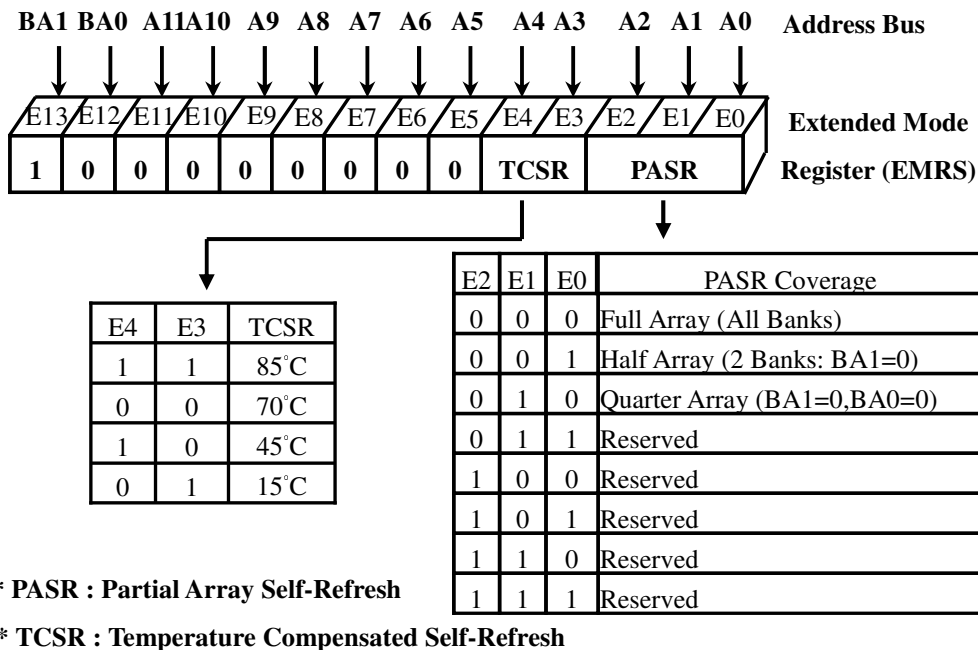 BA1 BA0 A11A10 A9 A8 A7 A6 A5 A4 A3 A2 A1 A0 Address Bus
E13 E12 E11 E10 E9 E8 E7 E6 E5 E4 E3 E2 E1 E0 Extended Mode
1 0 0 0 0 0 0 0 0 TCSR PASR Register (EMRS)
E4 E3 TCSR
1 1 85°C
0 0 70°C
1 0 45°C
0 1 15°C
E2 E1 E0 PASR Coverage
0 0 0 Full Array (All Banks)
0 0 1 Half Array (2 Banks: BA1=0)
0 1 0 Quarter Array (BA1=0,BA0=0)
0 1 1 Reserved
1 0 0 Reserved
1 0 1 Reserved
1 1 0 Reserved
1 1 1 Reserved
* PASR : Partial Array Self-Refresh
* TCSR : Temperature Compensated Self-Refresh